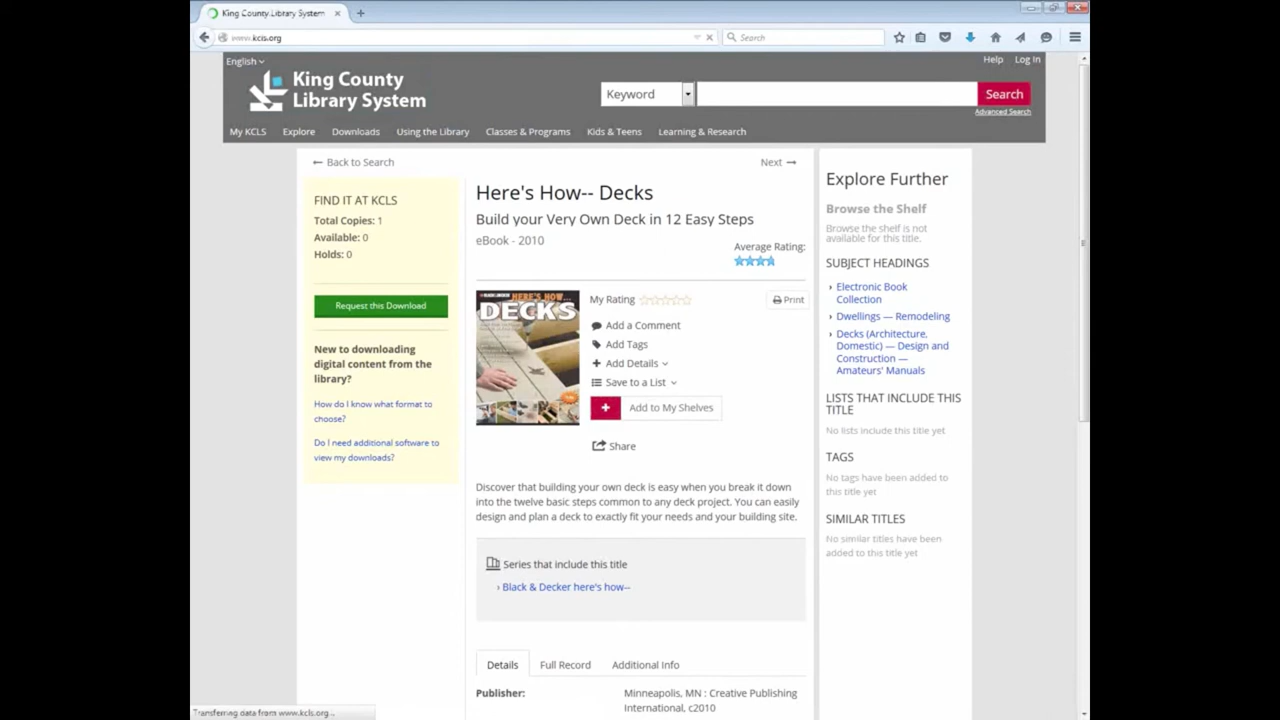 King County Library System
www.kcls.org
Search
English
Help
Log In
King County
Library System
Keyword
Search
Advanced Search
My KCLS
Explore
Downloads
Using the Library
Classes & Programs
Kids & Teens
Learning & Research
← Back to Search
Next →
FIND IT AT KCLS
Total Copies: 1
Available: 0
Holds: 0
Request this Download
New to downloading
digital content from the
library?
How do I know what format to
choose?
Do I need additional software to
view my downloads?
Here's How-- Decks
Build your Very Own Deck in 12 Easy Steps
eBook - 2010
Average Rating:
HERE'S HOW...
DECKS
My Rating
Print
Add a Comment
Add Tags
Add Details
Save to a List
Add to My Shelves
Share
Discover that building your own deck is easy when you break it down
into the twelve basic steps common to any deck project. You can easily
design and plan a deck to exactly fit your needs and your building site.
Series that include this title
› Black & Decker here's how--
Details
Full Record
Additional Info
Publisher:
Minneapolis, MN : Creative Publishing
International, c2010
Explore Further
Browse the Shelf
Browse the shelf is not
available for this title.
SUBJECT HEADINGS
› Electronic Book
Collection
› Dwellings — Remodeling
› Decks (Architecture,
Domestic) — Design and
Construction —
Amateurs' Manuals
LISTS THAT INCLUDE THIS
TITLE
No lists include this title yet
TAGS
No tags have been added to
this title yet
SIMILAR TITLES
No similar titles have been
added to this title yet
Transferring data from www.kcls.org...